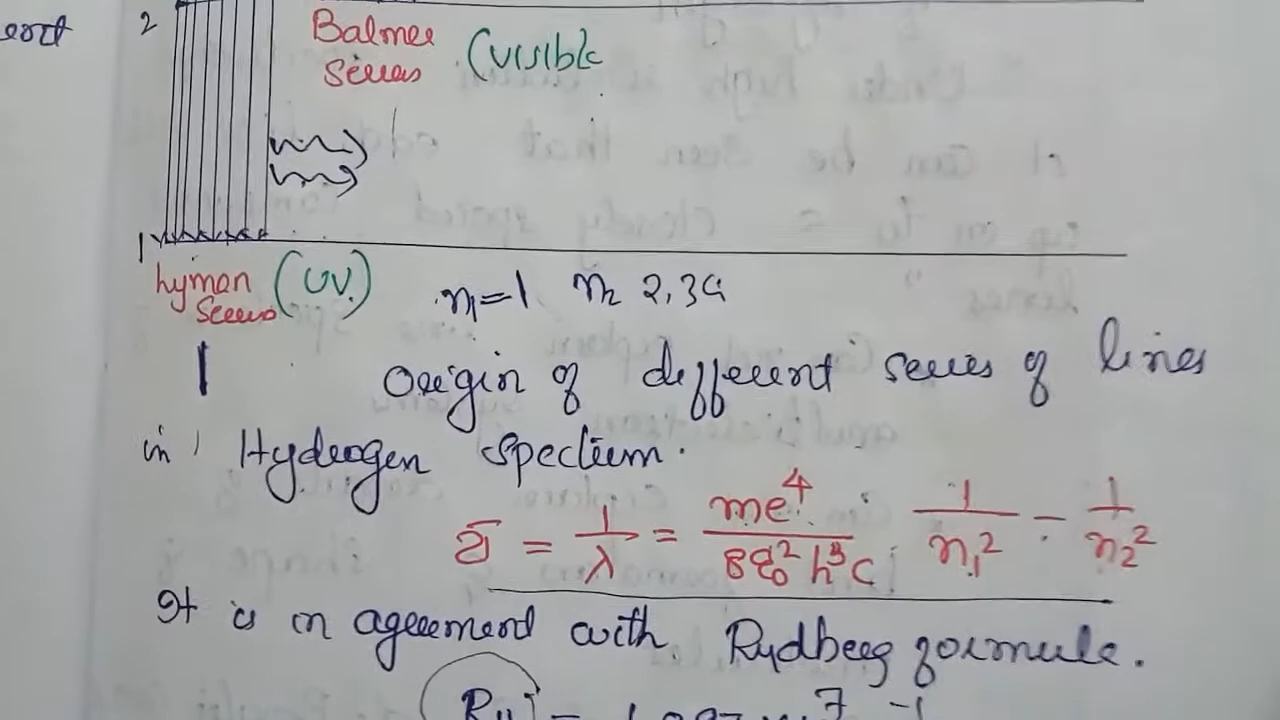 2
Balmer
Series (visible
1
Lyman (UV)
Series
n₁=1 n₂ 2,3,4
Origin of different series of lines
in Hydrogen spectrum.
ν̄ = 1/λ = me⁴/8ε₀²h³c 1/n₁² - 1/n₂²
It is in agreement with Rydberg formula.